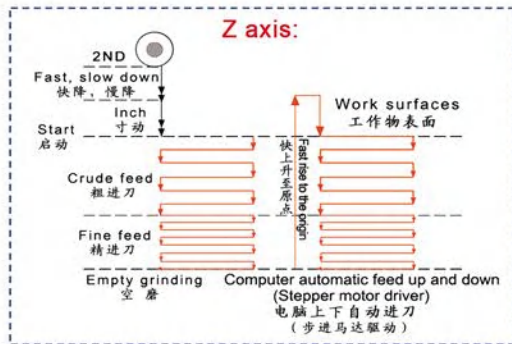 Z axis:
2ND
Fast, slow down
快降，慢降
Inch
寸动
Start
启动
Work surfaces
工作物表面
Fast rise to the origin
快上升至原点
Crude feed
粗进刀
Fine feed
精进刀
Empty grinding
空磨
Computer automatic feed up and down
(Stepper motor driver)
电脑上下自动进刀
(步进马达驱动)